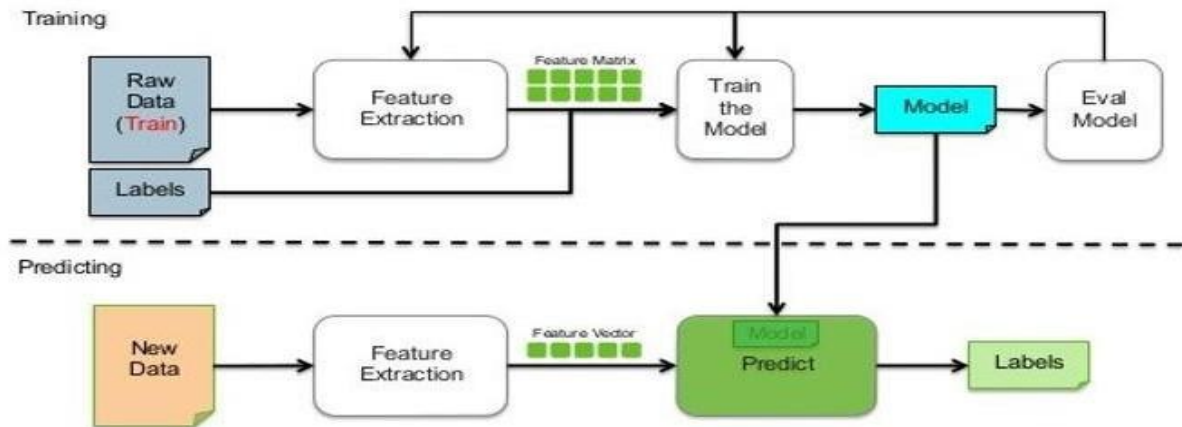 Training
Raw
Data
(Train)
Feature
Extraction
Feature Matrix
Train
the
Model
Model
Eval
Model
Labels
Predicting
New
Data
Feature
Extraction
Feature Vector
Model
Predict
Labels